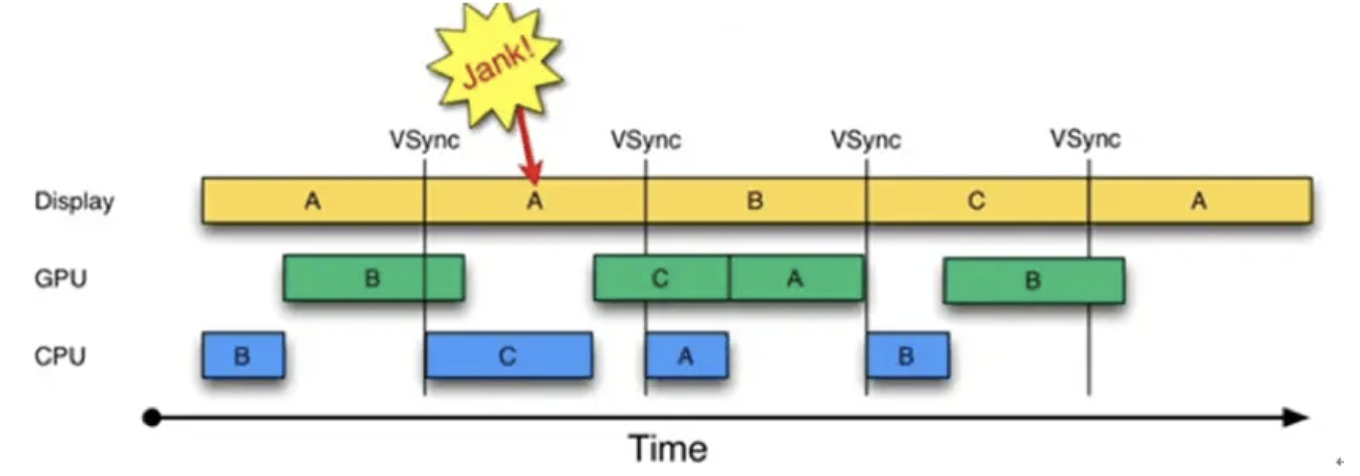 Jank!
VSync VSync VSync VSync
Display A A B C A
GPU B C A B
CPU B C A B
Time